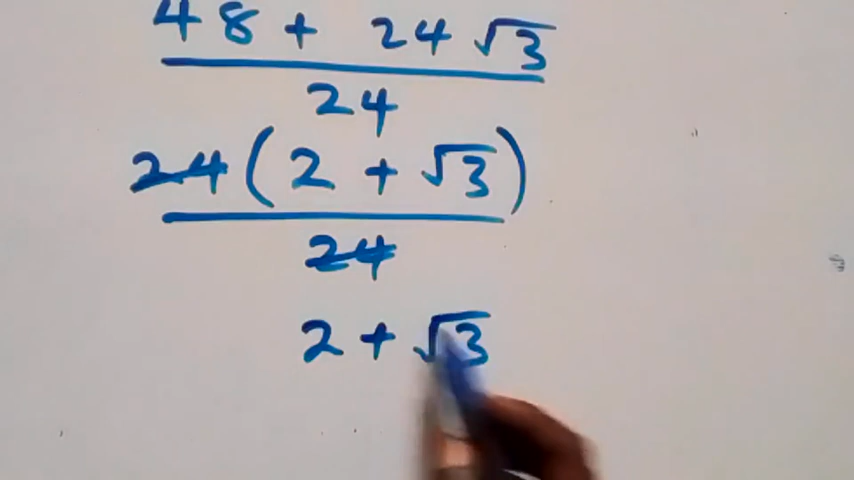 48 + 24√3
24
24(2 + √3)
24
2 + √3